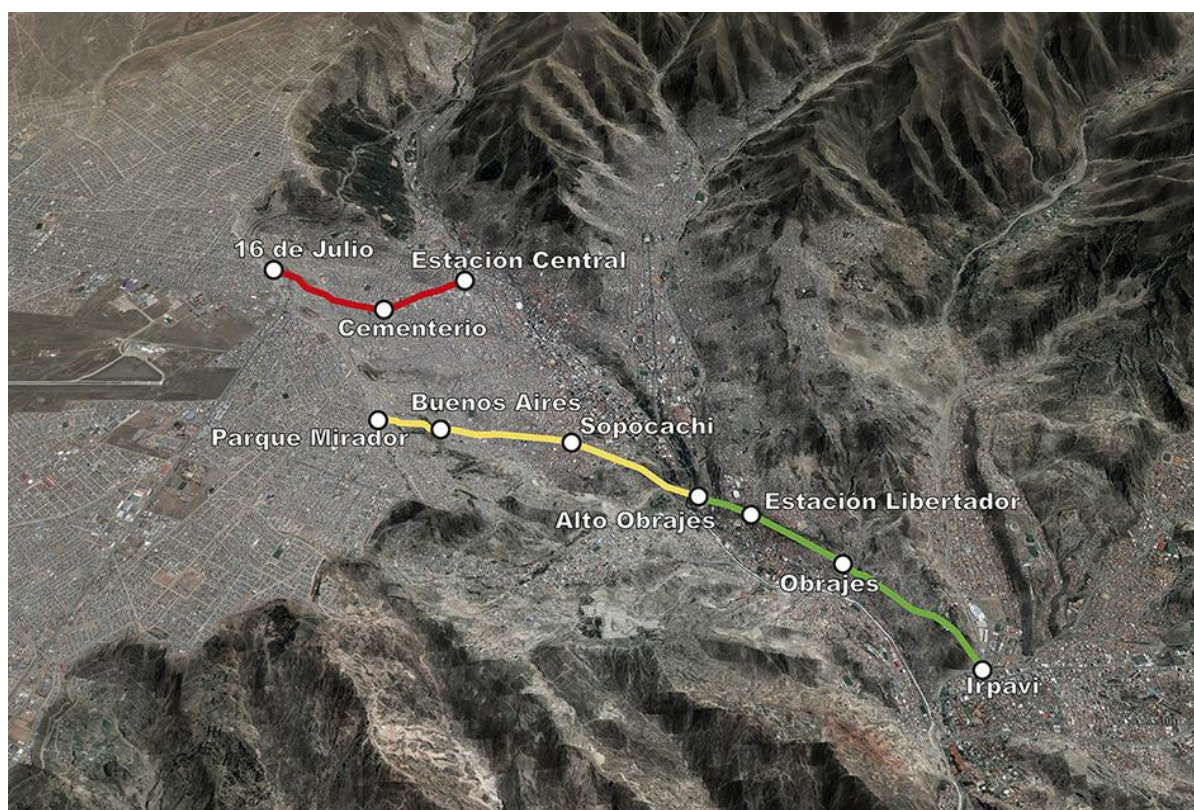 16 de Julio
Estación Central
Cementerio
Buenos Aires
Parque Mirador
Sopocachi
Estación Libertador
Alto Obrajes
Obrajes
Irpavi